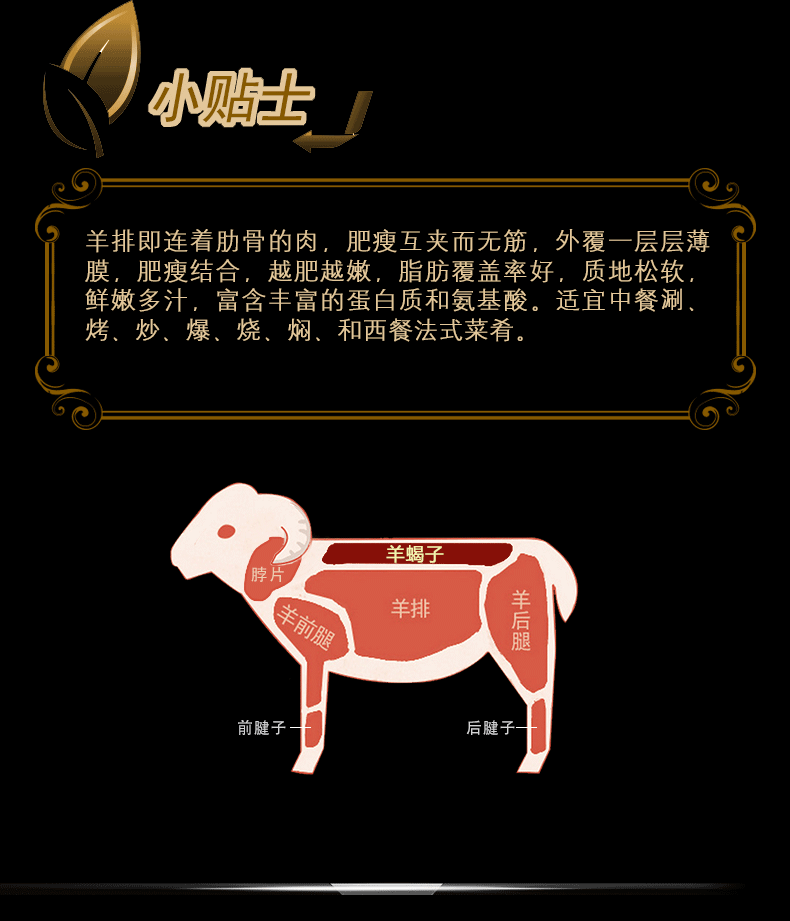 小贴士
羊排即连着肋骨的肉，肥瘦互夹而无筋，外覆一层层薄
膜，肥瘦结合，越肥越嫩，脂肪覆盖率好，质地松软，
鲜嫩多汁，富含丰富的蛋白质和氨基酸。适宜中餐涮、
烤、炒、爆、烧、焖、和西餐法式菜肴。
羊蝎子
脖片
羊排
羊前腿
羊后腿
前腱子
后腱子